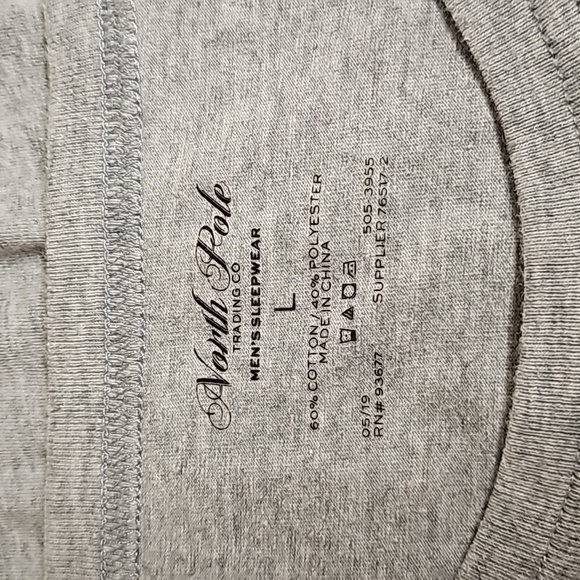 North Pole
TRADING CO
MEN'S SLEEPWEAR
L
60% COTTON / 40% POLYESTER
MADE IN CHINA
05/19 505-3955
RN# 93677 SUPPLIER 76517-2